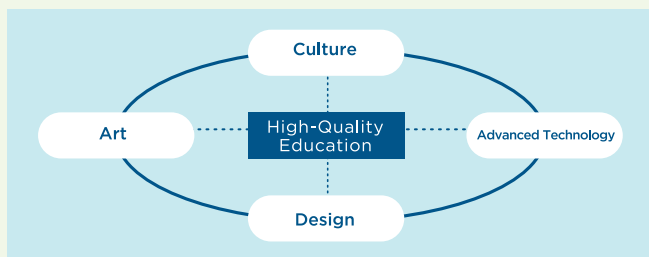 Culture
Art
High-Quality
Education
Advanced Technology
Design